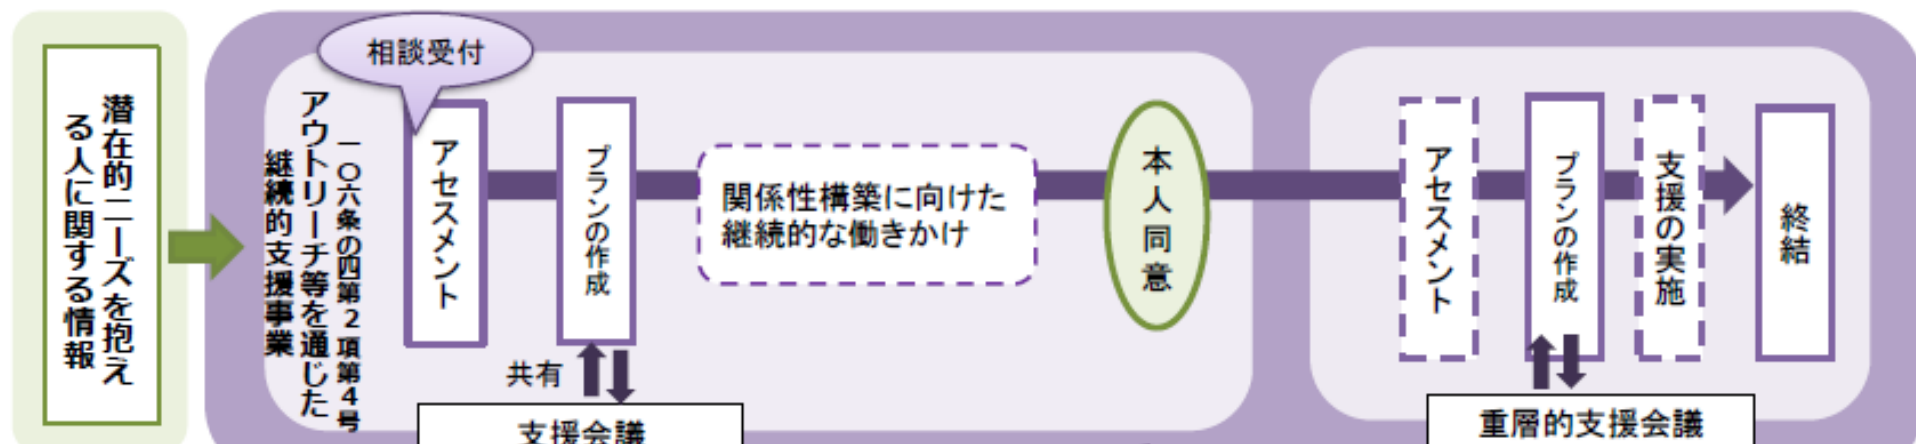 潜在的ニーズを抱え
る人に関する情報
相談受付
一〇六条の四第2項第4号
アウトリーチ等を通じた
継続的支援事業
アセスメント
プランの作成
共有
支援会議
関係性構築に向けた
継続的な働きかけ
本人同意
アセスメント
プランの作成
重層的支援会議
支援の実施
終結